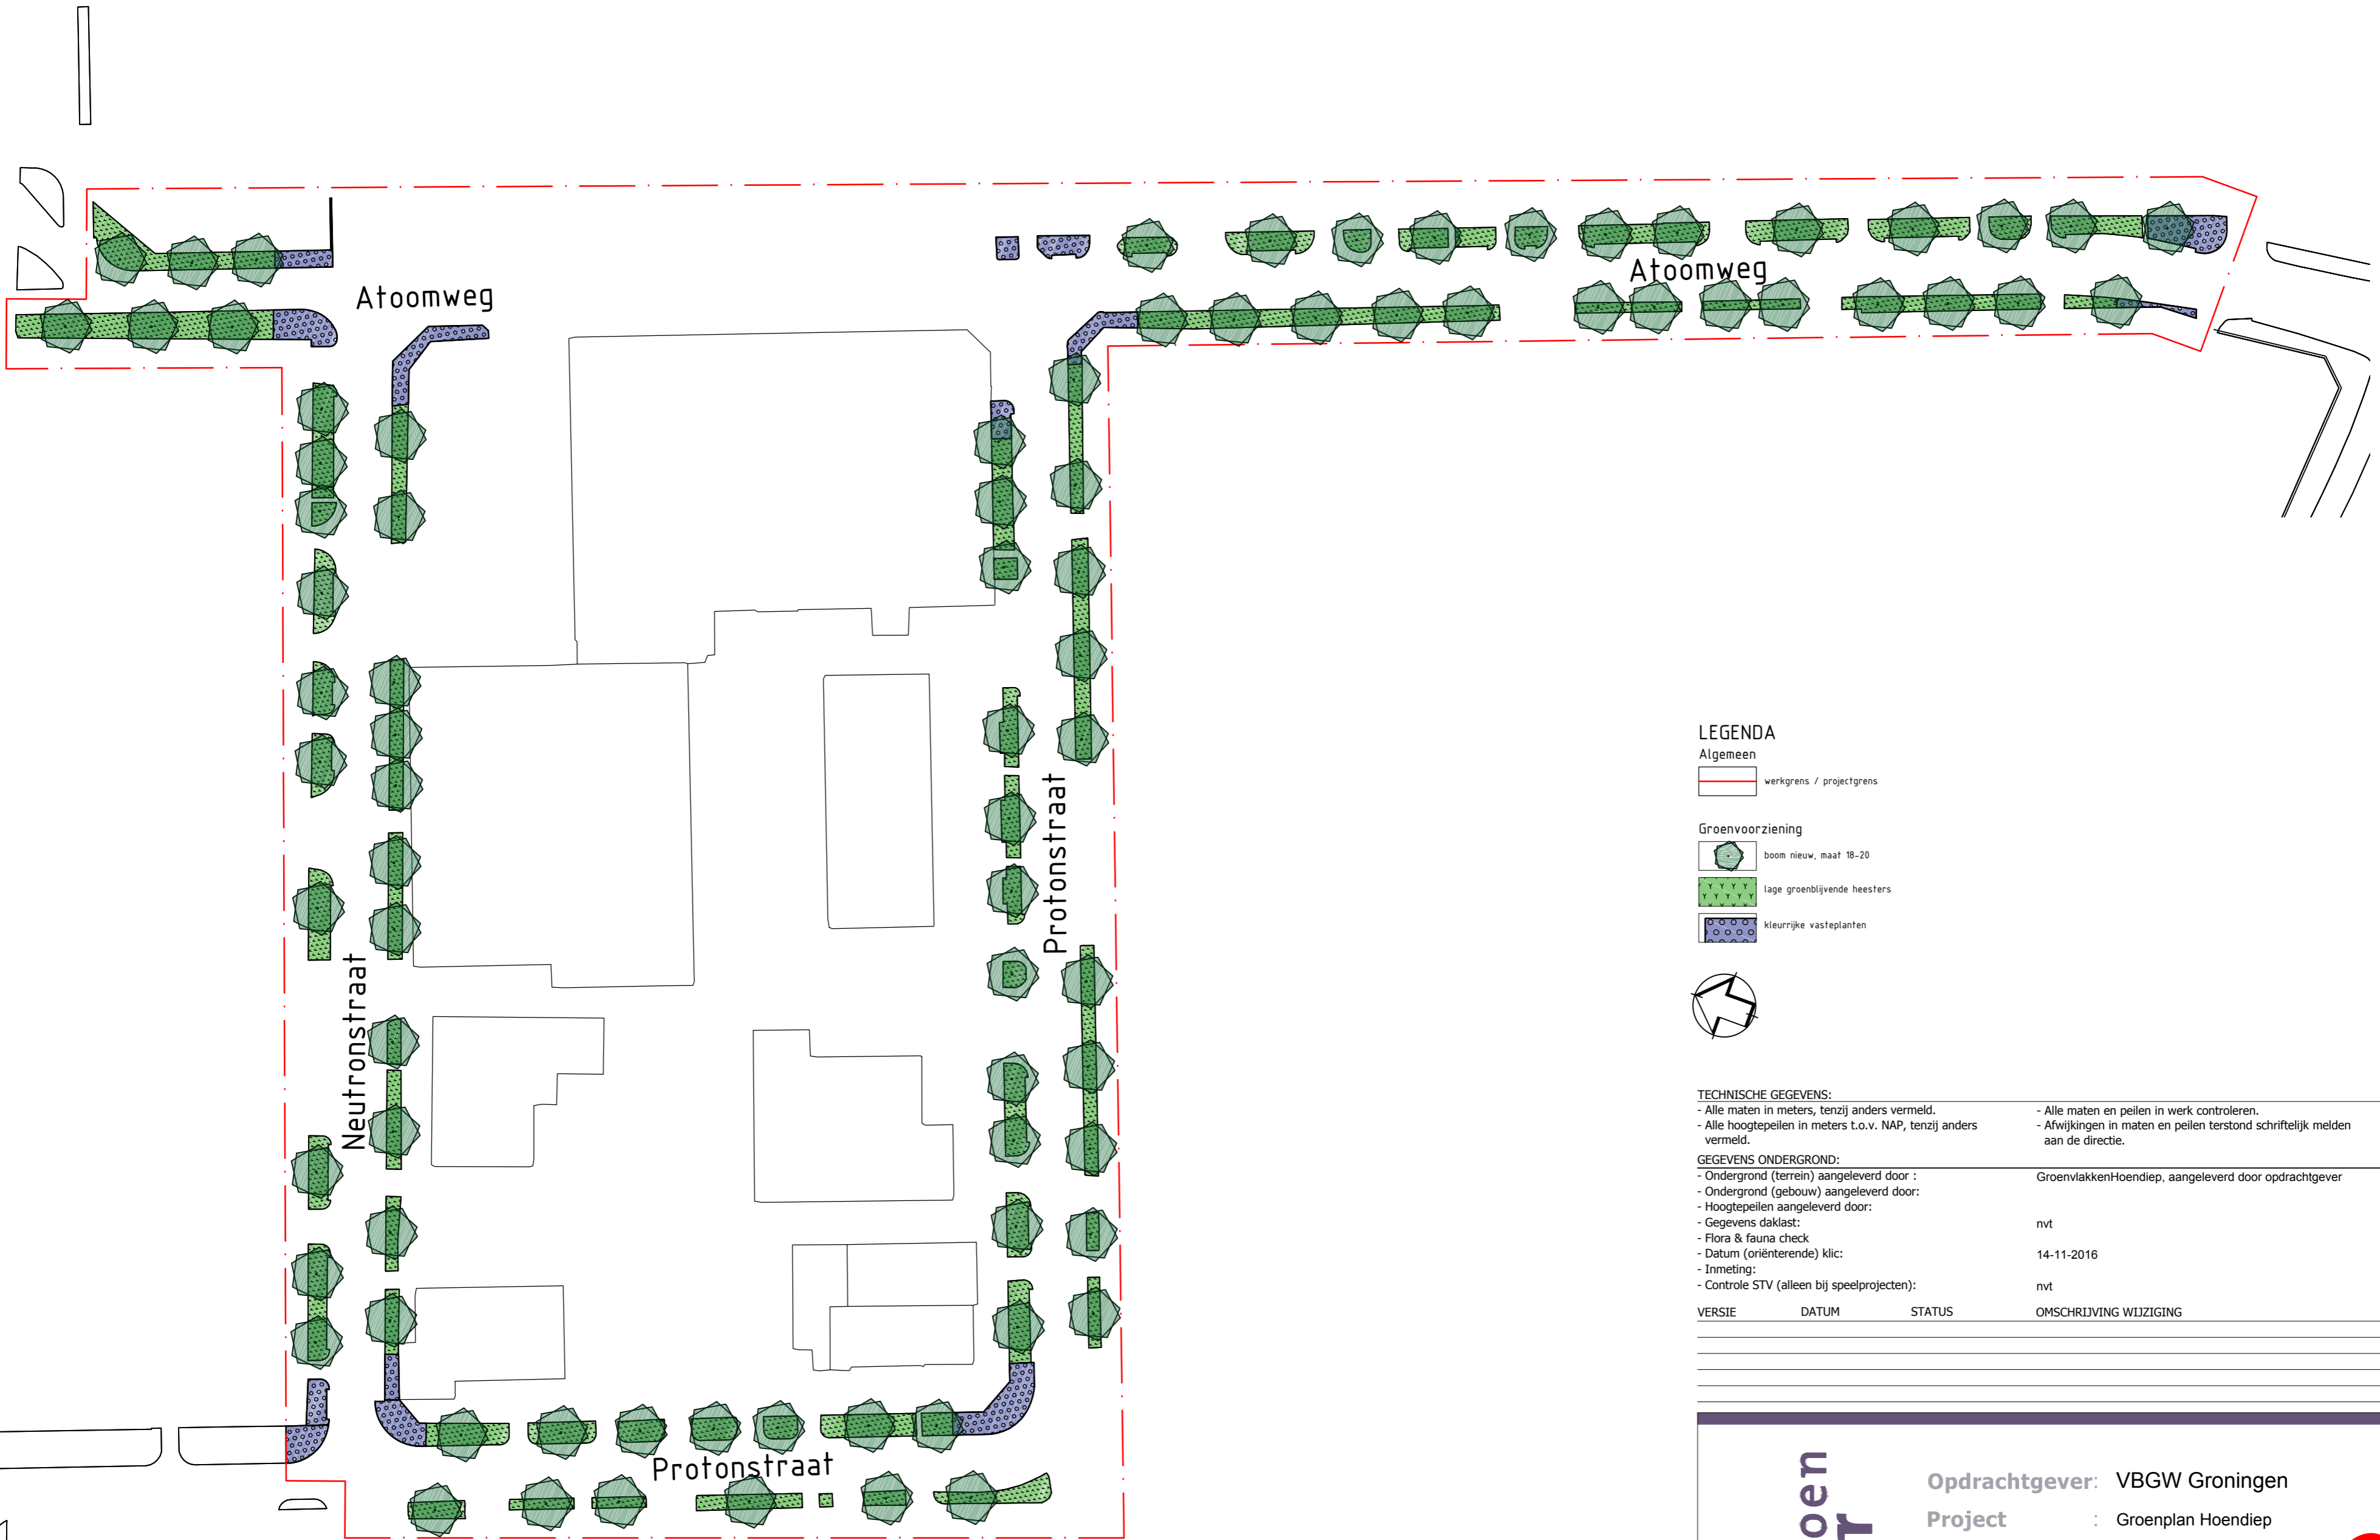 Atoomweg
Atoomweg
Protonstraat
Neutronstraat
Protonstraat
LEGENDA
Algemeen
werkgrens / projectgrens
Groenvoorziening
boom nieuw, maat 18-20
lage groenblijvende heesters
kleurrijke vasteplanten
TECHNISCHE GEGEVENS:
- Alle maten in meters, tenzij anders vermeld.
- Alle hoogtepeilen in meters t.o.v. NAP, tenzij anders
vermeld.
- Alle maten en peilen in werk controleren.
- Afwijkingen in maten en peilen terstond schriftelijk melden
aan de directie.
GEGEVENS ONDERGROND:
- Ondergrond (terrein) aangeleverd door : GroenvlakkenHoendiep, aangeleverd door opdrachtgever
- Ondergrond (gebouw) aangeleverd door:
- Hoogtepeilen aangeleverd door:
- Gegevens daklast: nvt
- Flora & fauna check
- Datum (oriënterende) klic: 14-11-2016
- Inmeting:
- Controle STV (alleen bij speelprojecten): nvt
VERSIE DATUM STATUS OMSCHRIJVING WIJZIGING
oen
r
Opdrachtgever: VBGW Groningen
Project : Groenplan Hoendiep